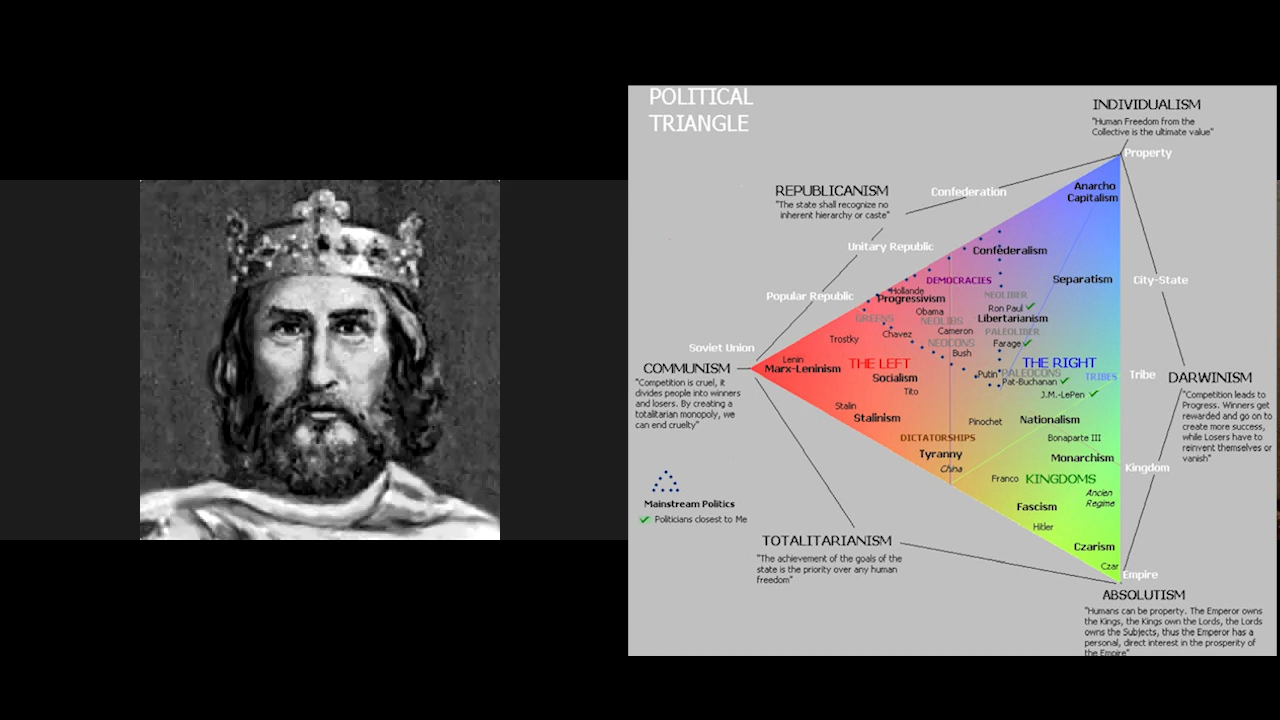 POLITICAL
TRIANGLE
INDIVIDUALISM
"Human Freedom from the
Collective is the ultimate value"
Property
REPUBLICANISM
"The state shall recognize no
inherent hierarchy or caste"
Confederation
Anarcho
Capitalism
Unitary Republic
Confederalism
DEMOCRACIES
Separatism
City-State
Popular Republic
Hollande
Progressivism
NEOLIBER
Ron Paul
Obama
GREENS
NEOLIBS
Libertarianism
Cameron
PALEOLIBER
Chavez
Trostky
NEOCONS
Farage
Soviet Union
Bush
Lenin
COMMUNISM
Marx-Leninism
THE LEFT
THE RIGHT
"Competition is cruel, it
divides people into winners
and losers. By creating a
totalitarian monopoly, we
can end cruelty"
Socialism
Putin
PALEOCONS
Pat-Buchanan
TRIBES
Tribe
DARWINISM
"Competition leads to
Progress. Winners get
rewarded and go on to
create more success,
while Losers have to
reinvent themselves or
vanish"
Tito
J.M.-LePen
Stalin
Stalinism
Pinochet
Nationalism
DICTATORSHIPS
Bonaparte III
Tyranny
Monarchism
China
Kingdom
Franco
KINGDOMS
Ancien
Regime
Mainstream Politics
Politicians closest to Me
Fascism
Hitler
TOTALITARIANISM
"The achievement of the goals of the
state is the priority over any human
freedom"
Czarism
Czar
Empire
ABSOLUTISM
"Humans can be property. The Emperor owns
the Kings, the Kings own the Lords, the Lords
owns the Subjects, thus the Emperor has a
personal, direct interest in the prosperity of
the Empire"